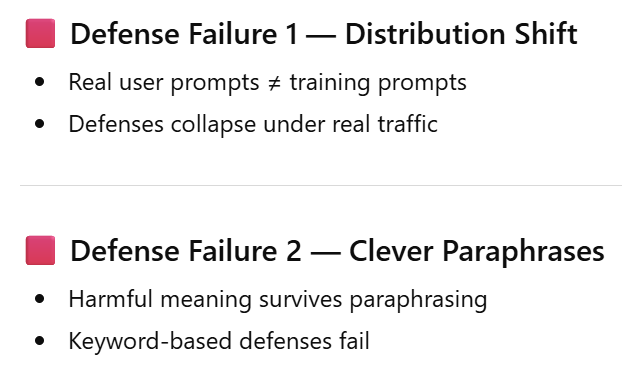 Defense Failure 1 — Distribution Shift
• Real user prompts ≠ training prompts
• Defenses collapse under real traffic
Defense Failure 2 — Clever Paraphrases
• Harmful meaning survives paraphrasing
• Keyword-based defenses fail